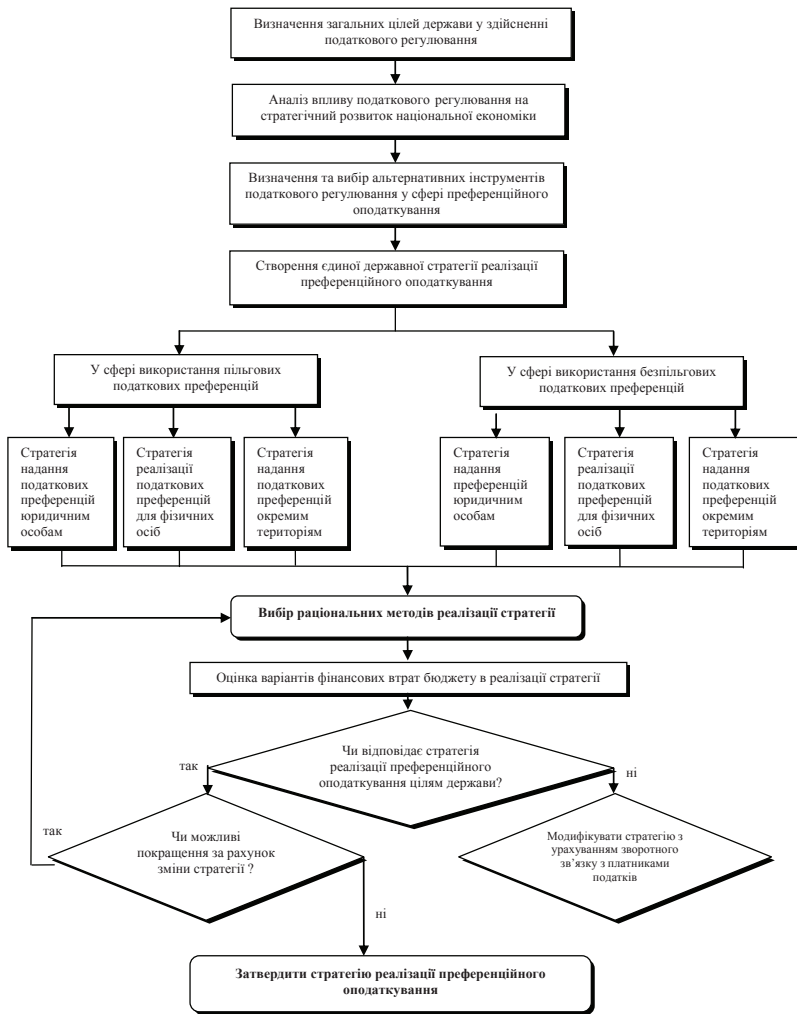 Визначення загальних цілей держави у здійсненні
податкового регулювання
Аналіз впливу податкового регулювання на
стратегічний розвиток національної економіки
Визначення та вибір альтернативних інструментів
податкового регулювання у сфері преференційного
оподаткування
Створення єдиної державної стратегії реалізації
преференційного оподаткування
У сфері використання пільгових
податкових преференцій
У сфері використання безпільгових
податкових преференцій
Стратегія
надання
податкових
преференцій
юридичним
особам
Стратегія
реалізації
податкових
преференцій
для фізичних
осіб
Стратегія
надання
податкових
преференцій
окремим
територіям
Стратегія
надання
преференцій
юридичним
особам
Стратегія
реалізації
податкових
преференцій
для фізичних
осіб
Стратегія
надання
податкових
преференцій
окремим
територіям
Вибір раціональних методів реалізації стратегії
Оцінка варіантів фінансових втрат бюджету в реалізації стратегії
Чи відповідає стратегія
реалізації преференційного
оподаткування цілям держави?
так
ні
так
Чи можливі
покращення за рахунок
зміни стратегії ?
Модифікувати стратегію з
урахуванням зворотного
зв’язку з платниками
податків
ні
Затвердити стратегію реалізації преференційного
оподаткування